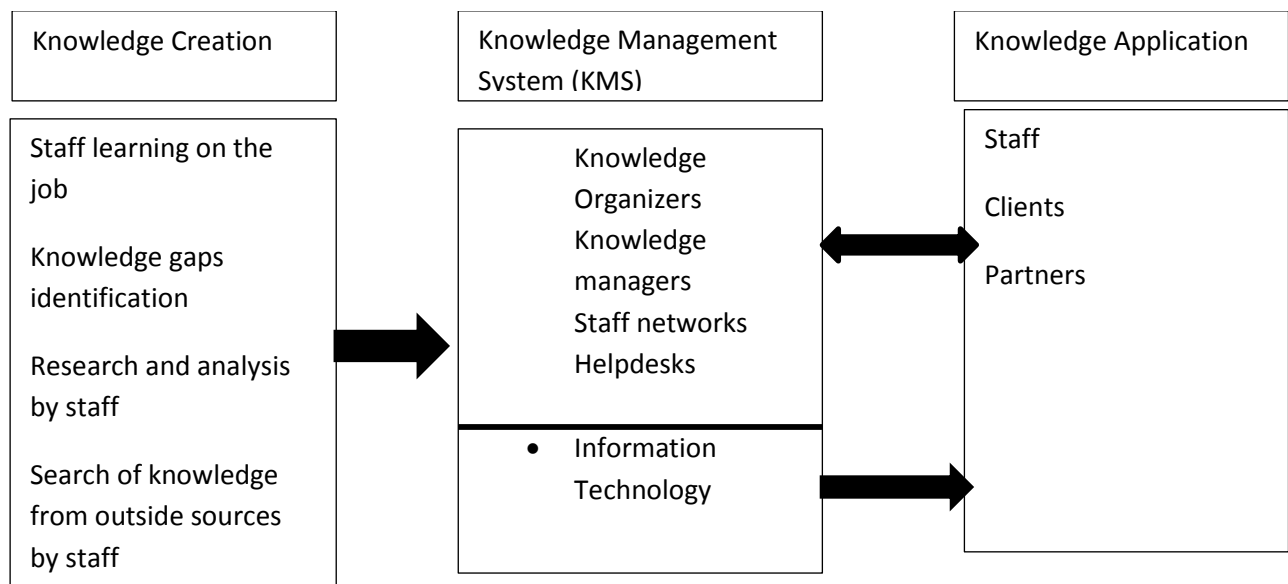 Knowledge Creation
Knowledge Management
System (KMS)
Knowledge Application
Staff learning on the
job
Knowledge gaps
identification
Research and analysis
by staff
Search of knowledge
from outside sources
by staff
Knowledge
Organizers
Knowledge
managers
Staff networks
Helpdesks
• Information
Technology
Staff
Clients
Partners